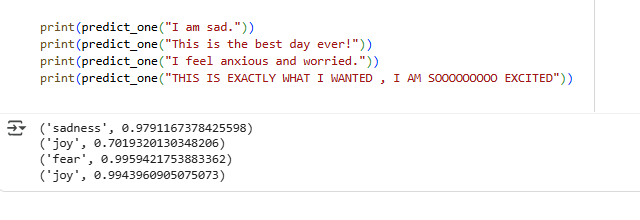 print(predict_one("I am sad."))
print(predict_one("This is the best day ever!"))
print(predict_one("I feel anxious and worried."))
print(predict_one("THIS IS EXACTLY WHAT I WANTED , I AM SOOOOOOOOO EXCITED"))
('sadness', 0.9791167378425598)
('joy', 0.7019320130348206)
('fear', 0.9959421753883362)
('joy', 0.9943960905075073)